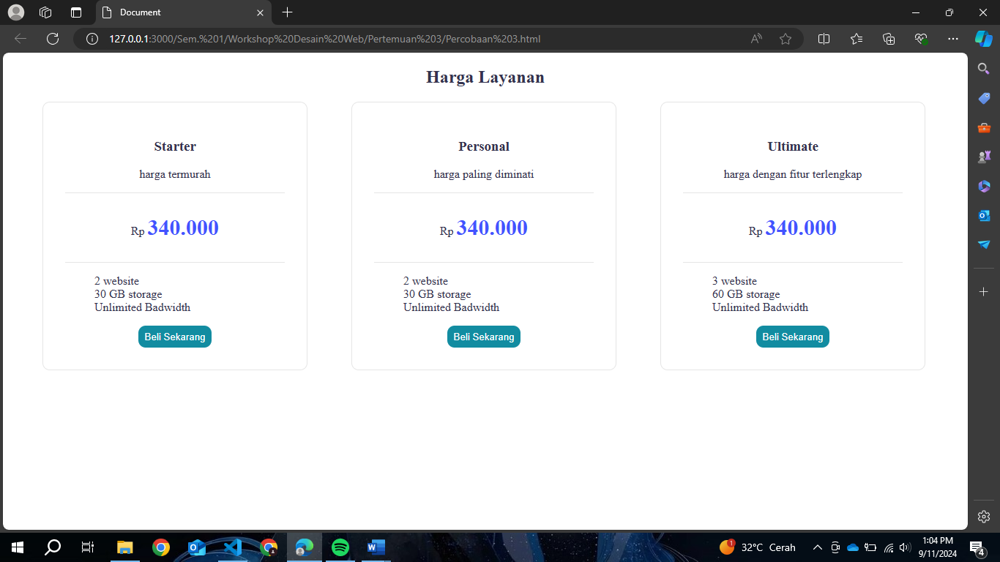 Document
127.0.0.1:3000/Sem.%201/Workshop%20Desain%20Web/Pertemuan%203/Percobaan%203.html
Harga Layanan
Starter
harga termurah
Rp 340.000
2 website
30 GB storage
Unlimited Badwidth
Beli Sekarang
Personal
harga paling diminati
Rp 340.000
2 website
30 GB storage
Unlimited Badwidth
Beli Sekarang
Ultimate
harga dengan fitur terlengkap
Rp 340.000
3 website
60 GB storage
Unlimited Badwidth
Beli Sekarang
1
32°C Cerah
1:04 PM
9/11/2024
4